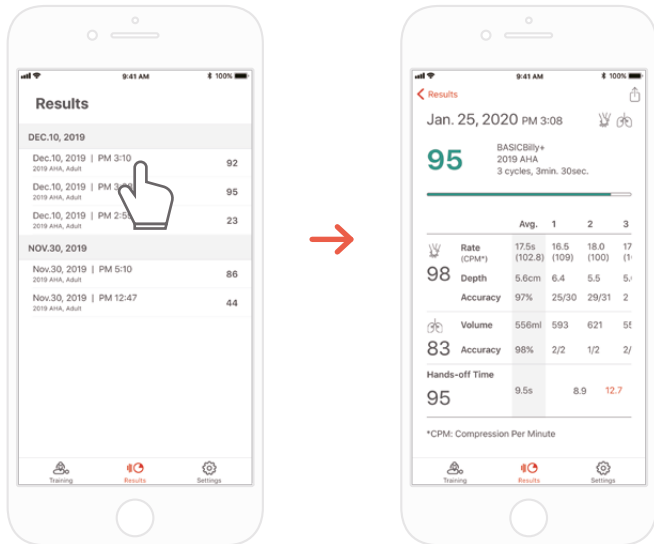 9:41 AM
100%
Results
DEC.10, 2019
Dec.10, 2019 | PM 3:10
92
2019 AHA, Adult
Dec.10, 2019 | PM
95
2019 AHA, Adult
Dec.10, 2019 | PM
23
2019 AHA, Adult
NOV.30, 2019
Nov.30, 2019 | PM 5:10
86
2019 AHA, Adult
Nov.30, 2019 | PM 12:47
44
2019 AHA, Adult
Training Results Settings
9:41 AM
100%
Results
Jan. 25, 2020 PM 3:08
95
BASICBilly+
2019 AHA
3 cycles, 3min. 30sec.
Avg. 1 2 3
98
Rate 17.5s 16.5 18.0 17
(CPM*) (102.8) (109) (100)
Depth 5.6cm 6.4 5.5
Accuracy 97% 25/30 29/31 2
83
Volume 556ml 593 621
Accuracy 98% 2/2 1/2 2/
Hands-off Time
95 9.5s 8.9 12.7
*CPM: Compression Per Minute
Training Results Settings